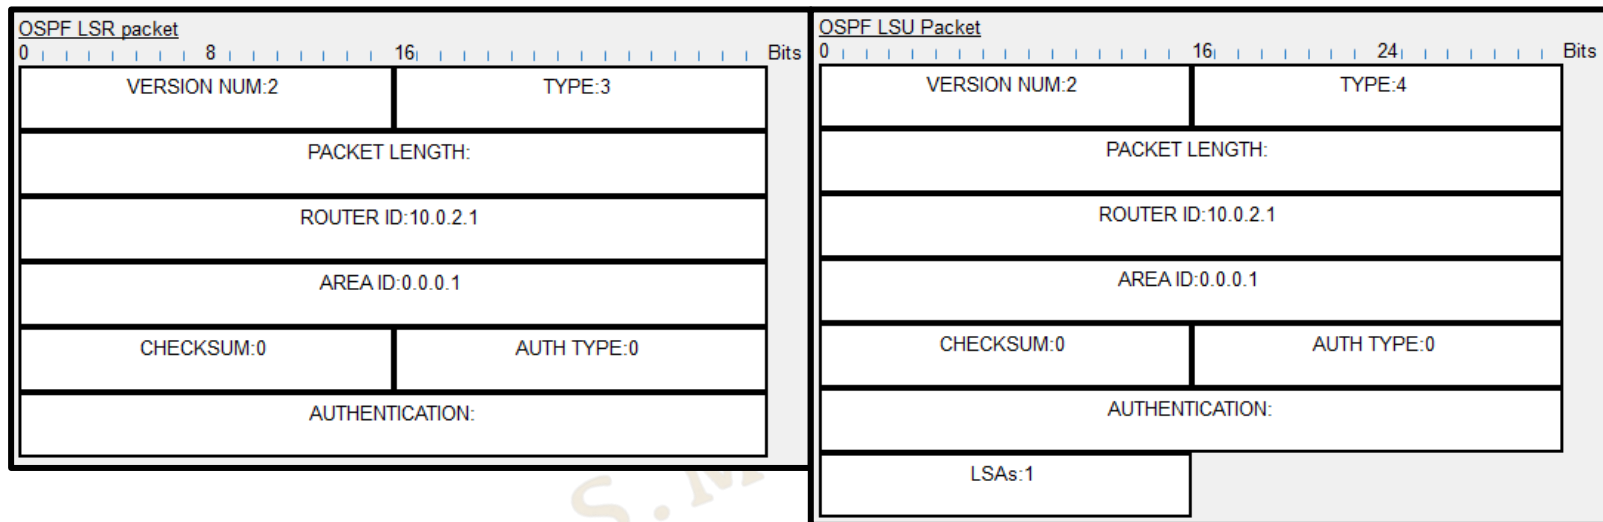 OSPF LSR packet
0 8 16 Bits
VERSION NUM:2 TYPE:3
PACKET LENGTH:
ROUTER ID:10.0.2.1
AREA ID:0.0.0.1
CHECKSUM:0 AUTH TYPE:0
AUTHENTICATION:
OSPF LSU Packet
0 16 24 Bits
VERSION NUM:2 TYPE:4
PACKET LENGTH:
ROUTER ID:10.0.2.1
AREA ID:0.0.0.1
CHECKSUM:0 AUTH TYPE:0
AUTHENTICATION:
LSAs:1
S.M